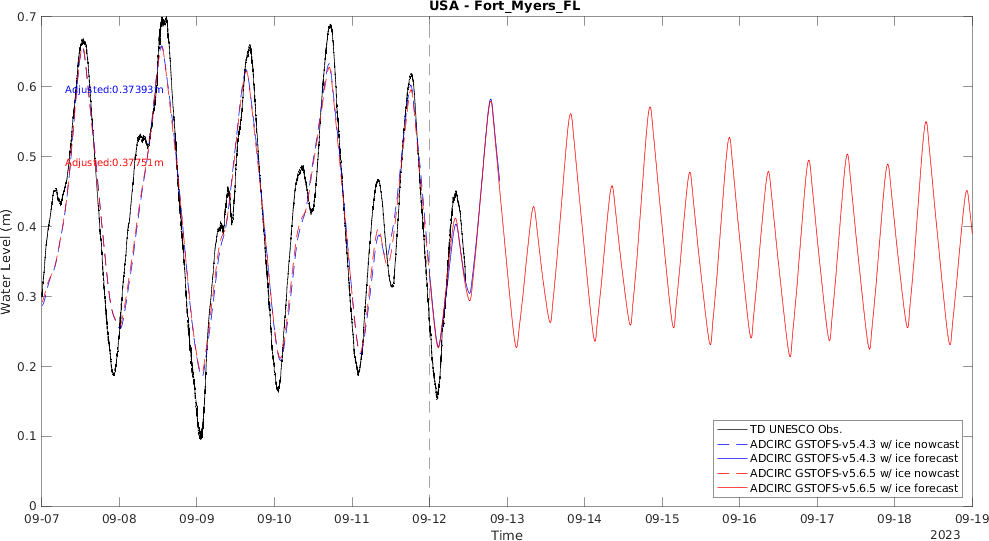 USA - Fort_Myers_FL
0.7
0.6
0.5
0.4
0.3
0.2
0.1
0
Water Level (m)
Adjusted:0.37393m
Adjusted:0.37751m
TD UNESCO Obs.
ADCIRC GSTOFS-v5.4.3 w/ ice nowcast
ADCIRC GSTOFS-v5.4.3 w/ ice forecast
ADCIRC GSTOFS-v5.6.5 w/ ice nowcast
ADCIRC GSTOFS-v5.6.5 w/ ice forecast
09-07 09-08 09-09 09-10 09-11 09-12 09-13 09-14 09-15 09-16 09-17 09-18 09-19
Time
2023